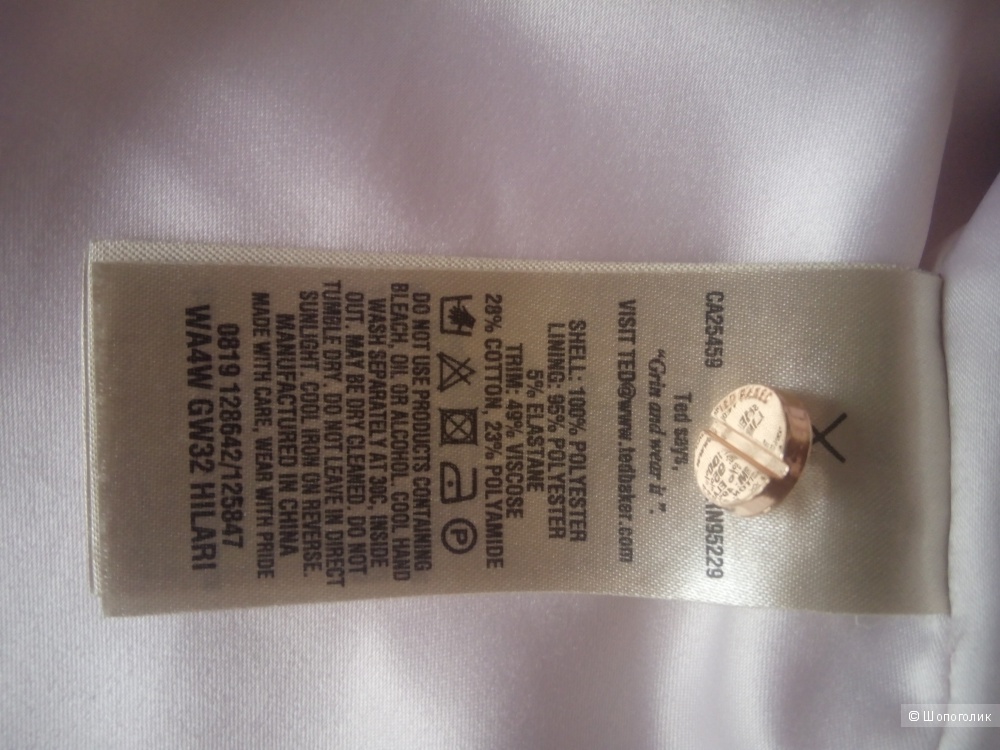 CA25459
RN95229
Ted says,
"Grin and wear it".
VISIT TED@www.tedbaker.com
SHELL: 100% POLYESTER
LINING: 95% POLYESTER
5% ELASTANE
TRIM: 49% VISCOSE
28% COTTON, 23% POLYAMIDE
P
DO NOT USE PRODUCTS CONTAINING
BLEACH, OIL OR ALCOHOL. COOL HAND
WASH SEPARATELY AT 30C, INSIDE
OUT. MAY BE DRY CLEANED. DO NOT
TUMBLE DRY. DO NOT LEAVE IN DIRECT
SUNLIGHT. COOL IRON ON REVERSE.
MANUFACTURED IN CHINA
MADE WITH CARE, WEAR WITH PRIDE
0819 128642/125847
WA4W GW32 HILARI
© Шопоголик